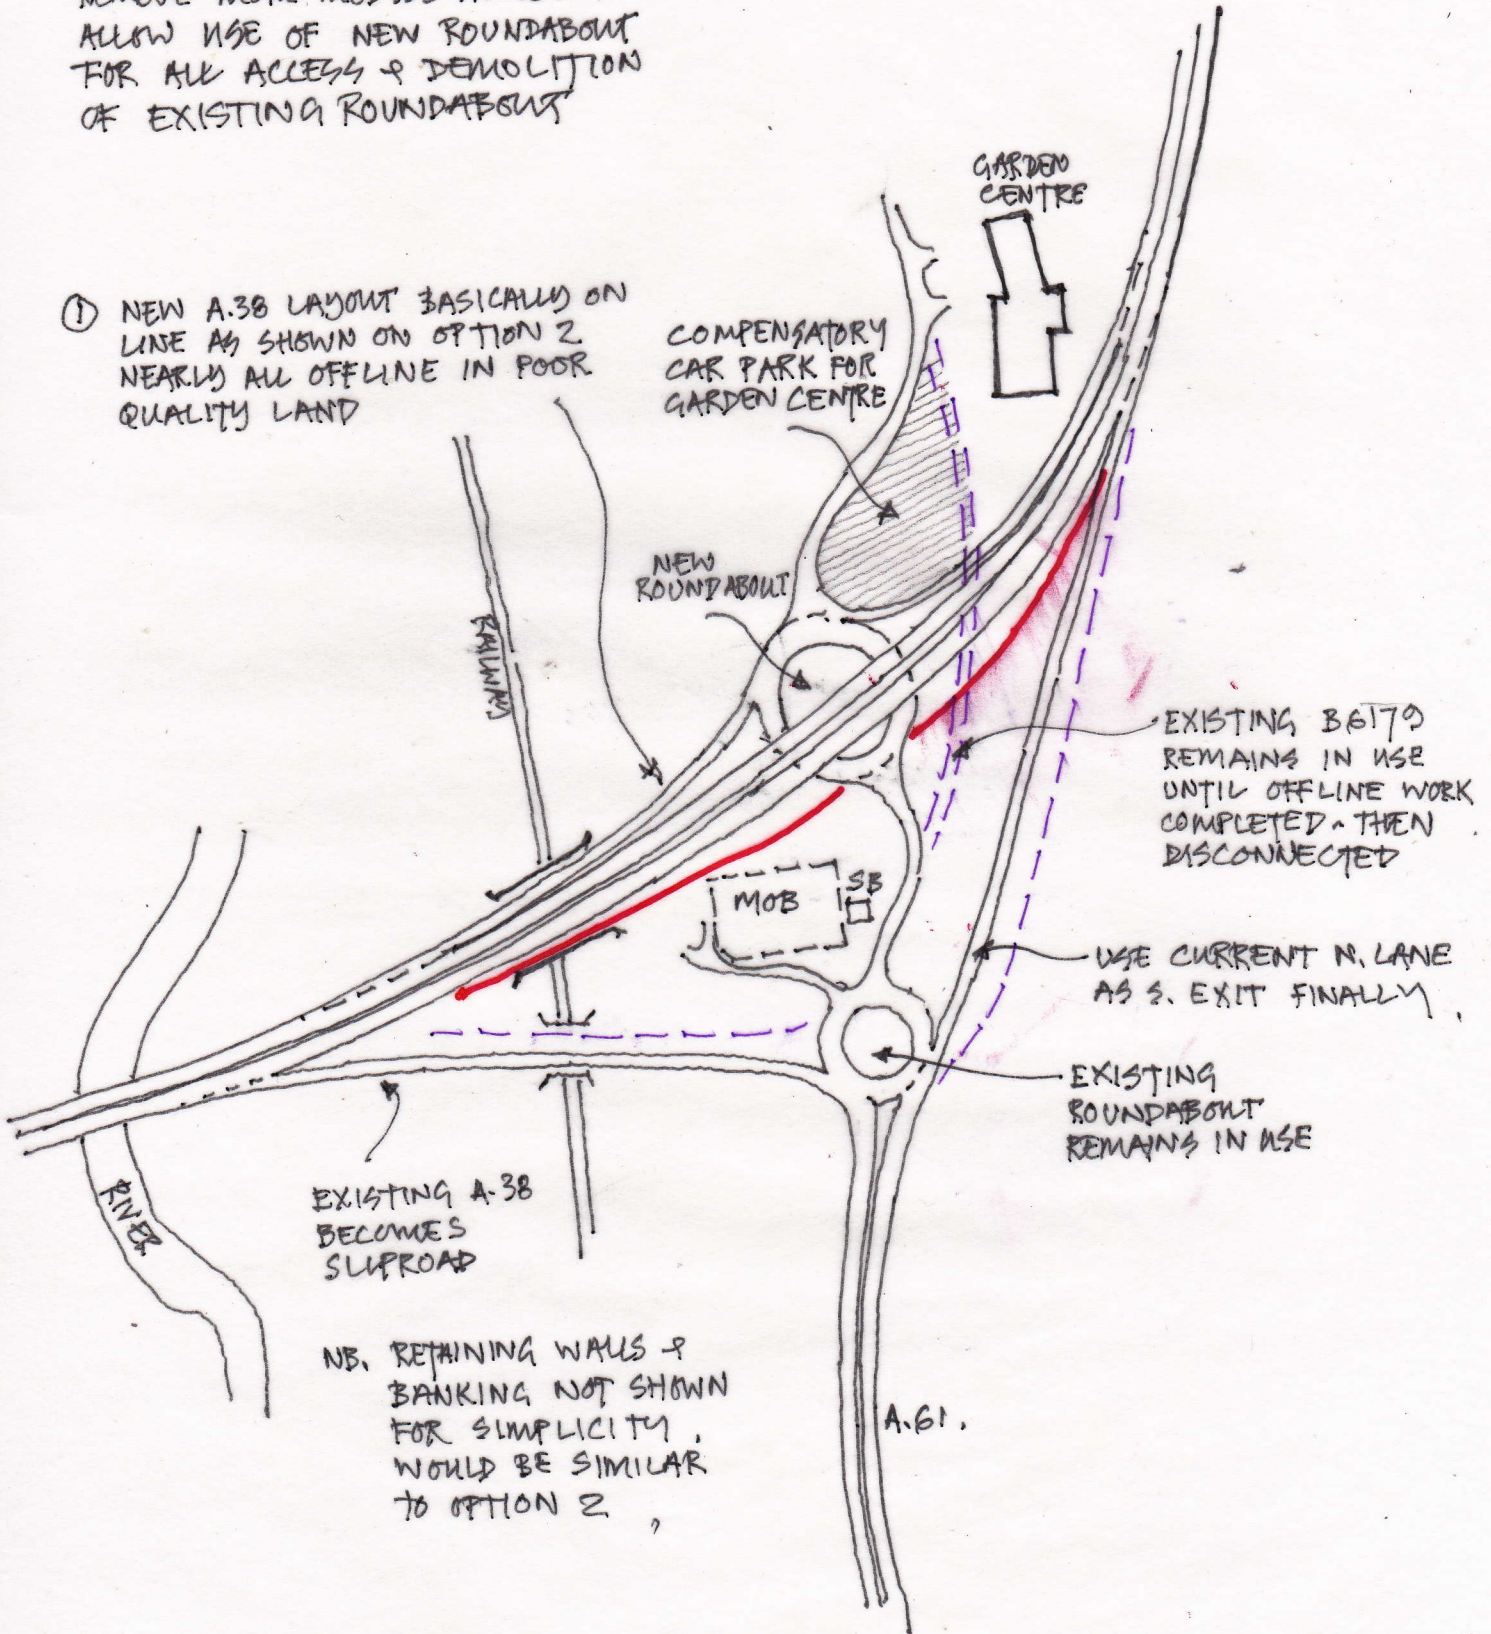 ALLOW USE OF NEW ROUNDABOUT
FOR ALL ACCESS & DEMOLITION
OF EXISTING ROUNDABOUT
GARDEN
CENTRE
① NEW A.38 LAYOUT BASICALLY ON
LINE AS SHOWN ON OPTION 2
NEARLY ALL OFFLINE IN POOR
QUALITY LAND
COMPENSATORY
CAR PARK FOR
GARDEN CENTRE
NEW
ROUNDABOUT
RAILWAY
EXISTING B6179
REMAINS IN USE
UNTIL OFFLINE WORK
COMPLETED - THEN
DISCONNECTED
MOB
SB
USE CURRENT N. LANE
AS S. EXIT FINALLY.
EXISTING
ROUNDABOUT
REMAINS IN USE
RIVER
EXISTING A-38
BECOMES
SLIPROAD
NB. RETAINING WALLS &
BANKING NOT SHOWN
FOR SIMPLICITY.
WOULD BE SIMILAR
TO OPTION 2,
A.61.